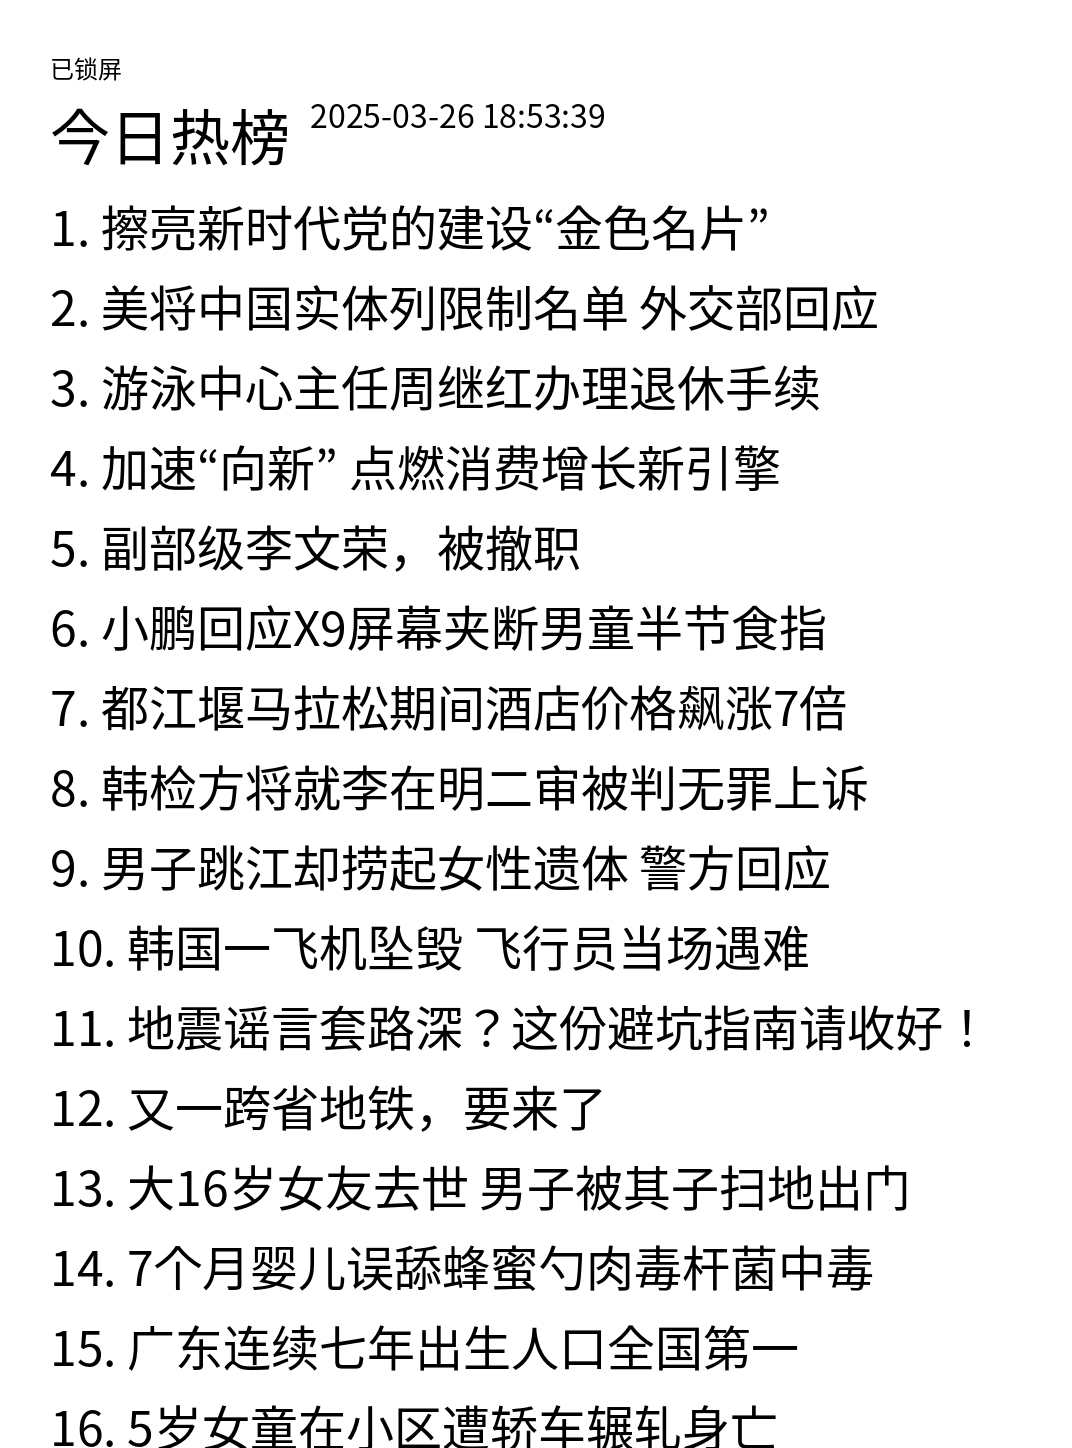 已锁屏
今日热榜 2025-03-26 18:53:39
1. 擦亮新时代党的建设“金色名片”
2. 美将中国实体列限制名单 外交部回应
3. 游泳中心主任周继红办理退休手续
4. 加速“向新” 点燃消费增长新引擎
5. 副部级李文荣，被撤职
6. 小鹏回应X9屏幕夹断男童半节食指
7. 都江堰马拉松期间酒店价格飙涨7倍
8. 韩检方将就李在明二审被判无罪上诉
9. 男子跳江却捞起女性遗体 警方回应
10. 韩国一飞机坠毁 飞行员当场遇难
11. 地震谣言套路深？这份避坑指南请收好！
12. 又一跨省地铁，要来了
13. 大16岁女友去世 男子被其子扫地出门
14. 7个月婴儿误舔蜂蜜勺肉毒杆菌中毒
15. 广东连续七年出生人口全国第一
16. 5岁女童在小区遭轿车辗轧身亡